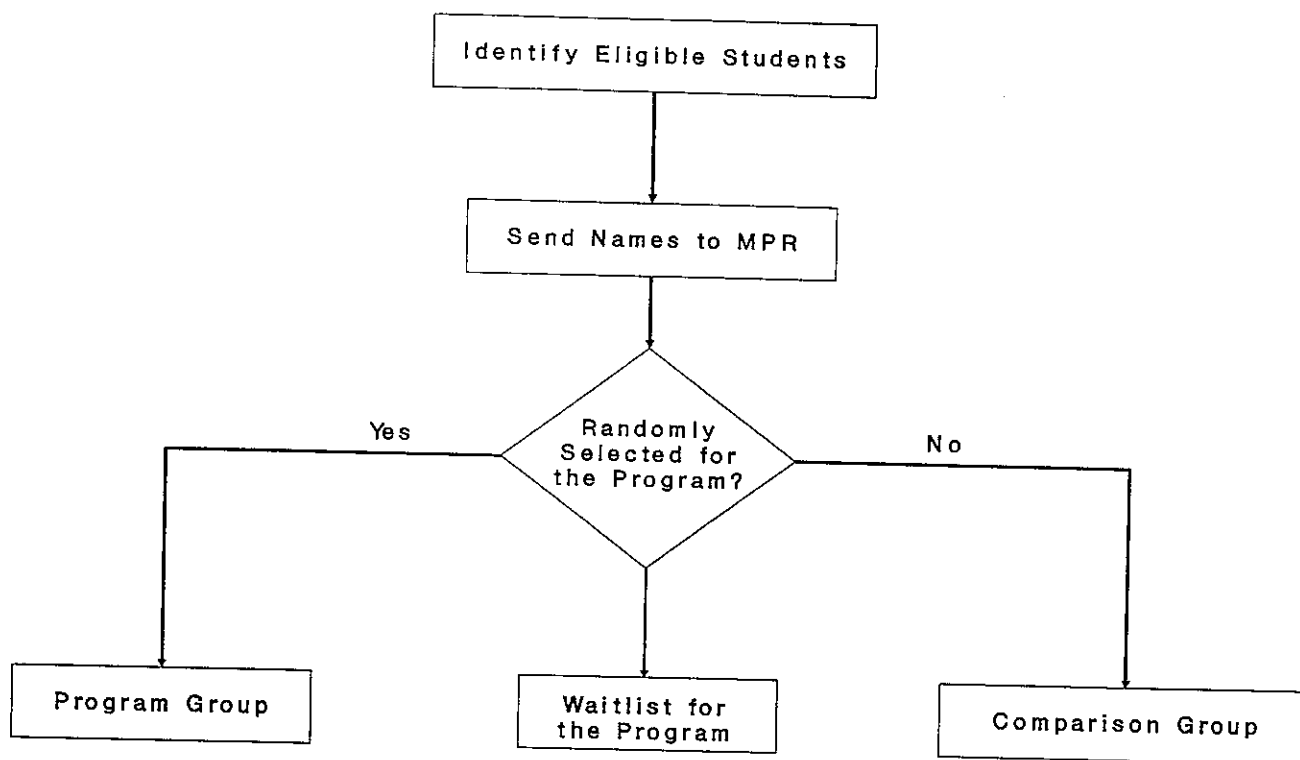 Identify Eligible Students
Send Names to MPR
Randomly
Selected for
the Program?
Yes
No
Program Group
Waitlist for
the Program
Comparison Group